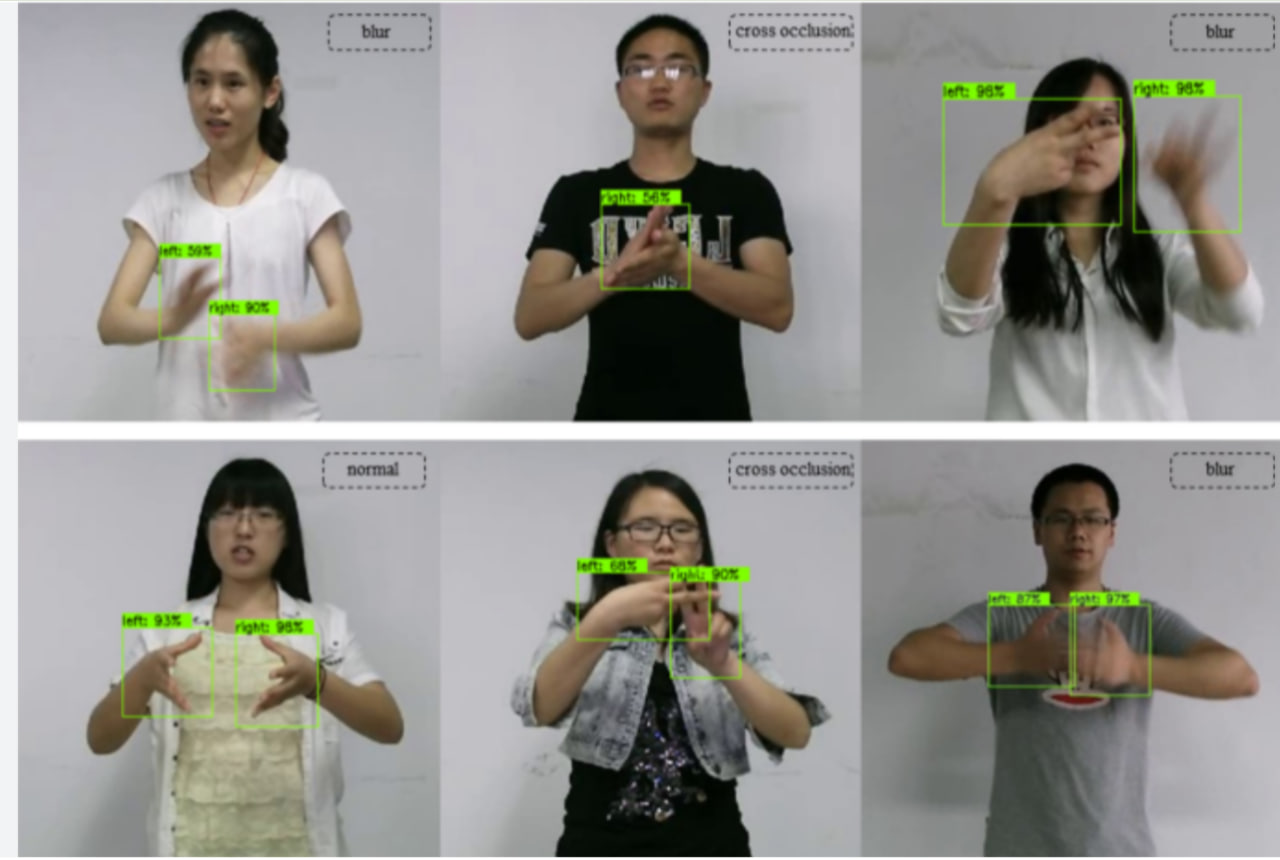 blur
left: 59%
right: 90%
cross occlusion
right: 56%
blur
left: 98%
right: 98%
normal
left: 93%
right: 98%
cross occlusion
left: 68%
right: 90%
blur
left: 87%
right: 97%